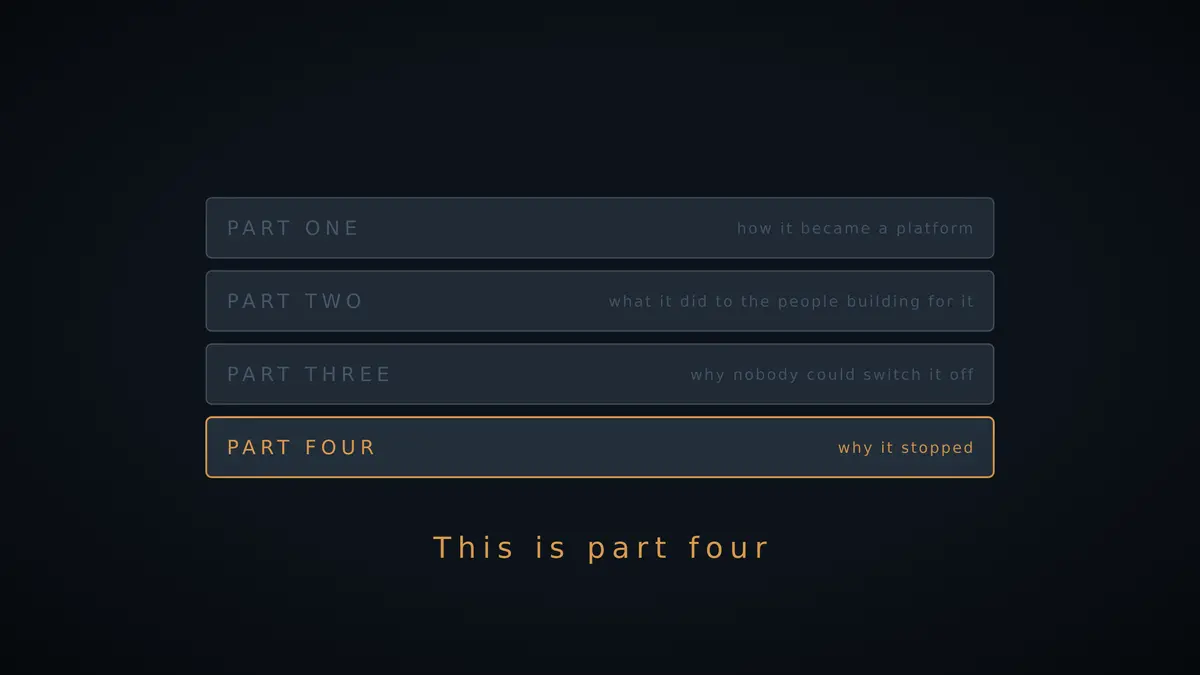 PART ONE how it became a platform
PART TWO what it did to the people building for it
PART THREE why nobody could switch it off
PART FOUR why it stopped
This is part four